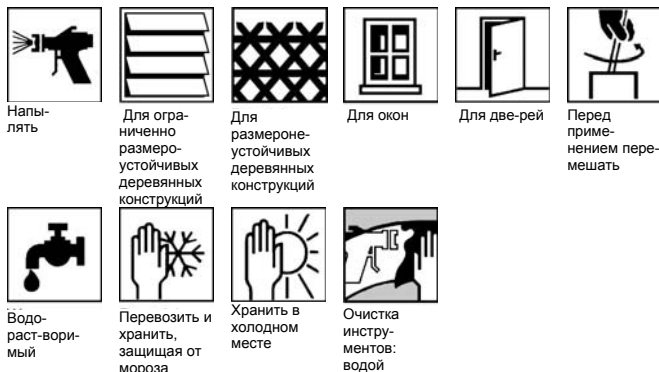 Напы-
лять
Для огра-
ниченно
размеро-
устойчивых
деревянных
конструкций
Для
размероне-
устойчивых
деревянных
конструкций
Для окон
Для две-рей
Перед
приме-
нением пере-
мешать
Водо-
раст-вори-
мый
Перевозить и
хранить,
защищая от
мороза
Хранить в
холодном
месте
Очистка
инстру-
ментов:
водой